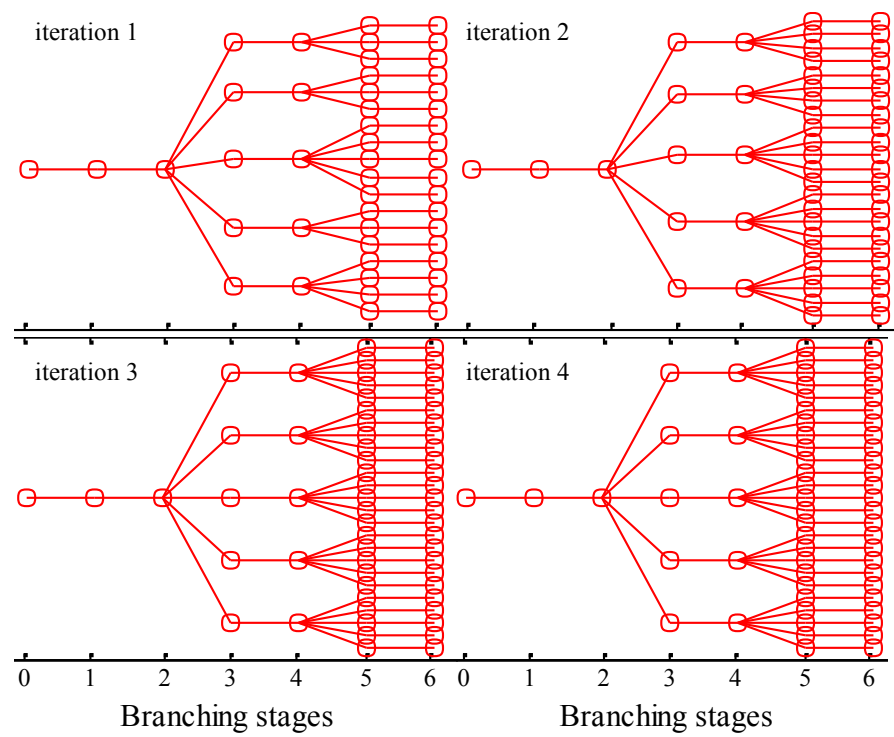 iteration 1
iteration 2
iteration 3
iteration 4
0 1 2 3 4 5 6
0 2 3 4 5 6
1
Branching stages
Branching stages